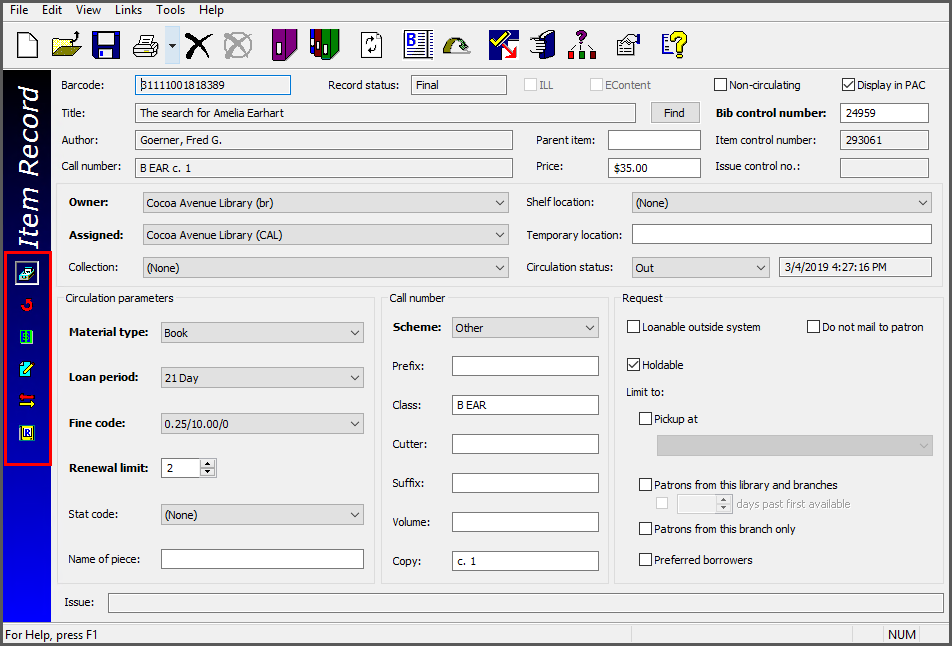 File Edit View Links Tools Help
Item Record
Barcode: 31111001818389 Record status: Final ILL EContent Non-circulating Display in PAC
Title: The search for Amelia Earhart Find Bib control number: 24959
Author: Goerner, Fred G. Parent item: Item control number: 293061
Call number: B EAR c. 1 Price: $35.00 Issue control no.:
Owner: Cocoa Avenue Library (br) Shelf location: (None)
Assigned: Cocoa Avenue Library (CAL) Temporary location:
Collection: (None) Circulation status: Out 3/4/2019 4:27:16 PM
Circulation parameters
Material type: Book
Loan period: 21 Day
Fine code: 0.25/10.00/0
Renewal limit: 2
Stat code: (None)
Name of piece:
Call number
Scheme: Other
Prefix:
Class: B EAR
Cutter:
Suffix:
Volume:
Copy: c. 1
Request
Loanable outside system Do not mail to patron
Holdable
Limit to:
Pickup at
Patrons from this library and branches
days past first available
Patrons from this branch only
Preferred borrowers
Issue:
For Help, press F1 NUM